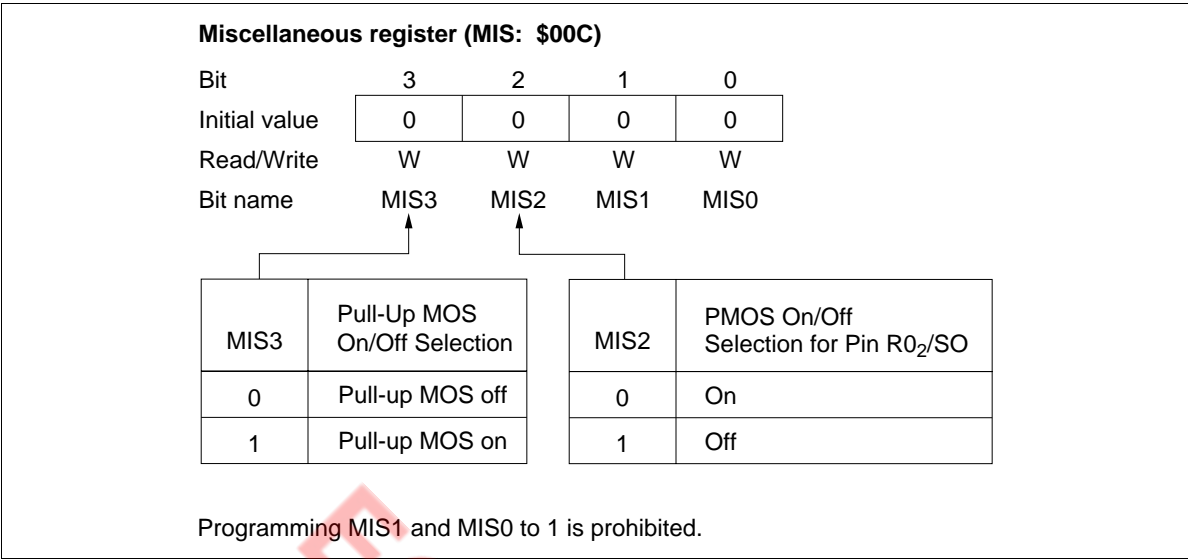 Miscellaneous register (MIS: $00C)
Bit 3 2 1 0
Initial value 0 0 0 0
Read/Write W W W W
Bit name MIS3 MIS2 MIS1 MIS0
MIS3 Pull-Up MOS On/Off Selection
0 Pull-up MOS off
1 Pull-up MOS on
MIS2 PMOS On/Off Selection for Pin R0₂/SO
0 On
1 Off
Programming MIS1 and MIS0 to 1 is prohibited.